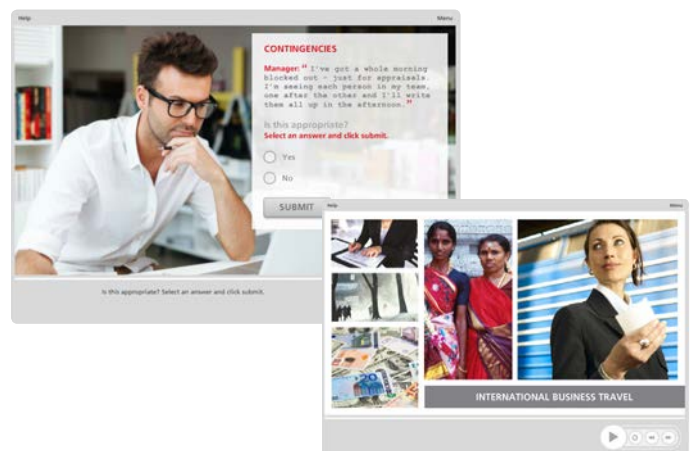 Help
Menu
CONTINGENCIES
Manager: " I've got a whole morning
blocked out - just for appraisals.
I'm seeing each person in my team,
one after the other and I'll write
them all up in the afternoon."
Is this appropriate?
Select an answer and click submit.
Yes
No
SUBMIT
Is this appropriate? Select an answer and click submit.
Help
Menu
20
INTERNATIONAL BUSINESS TRAVEL